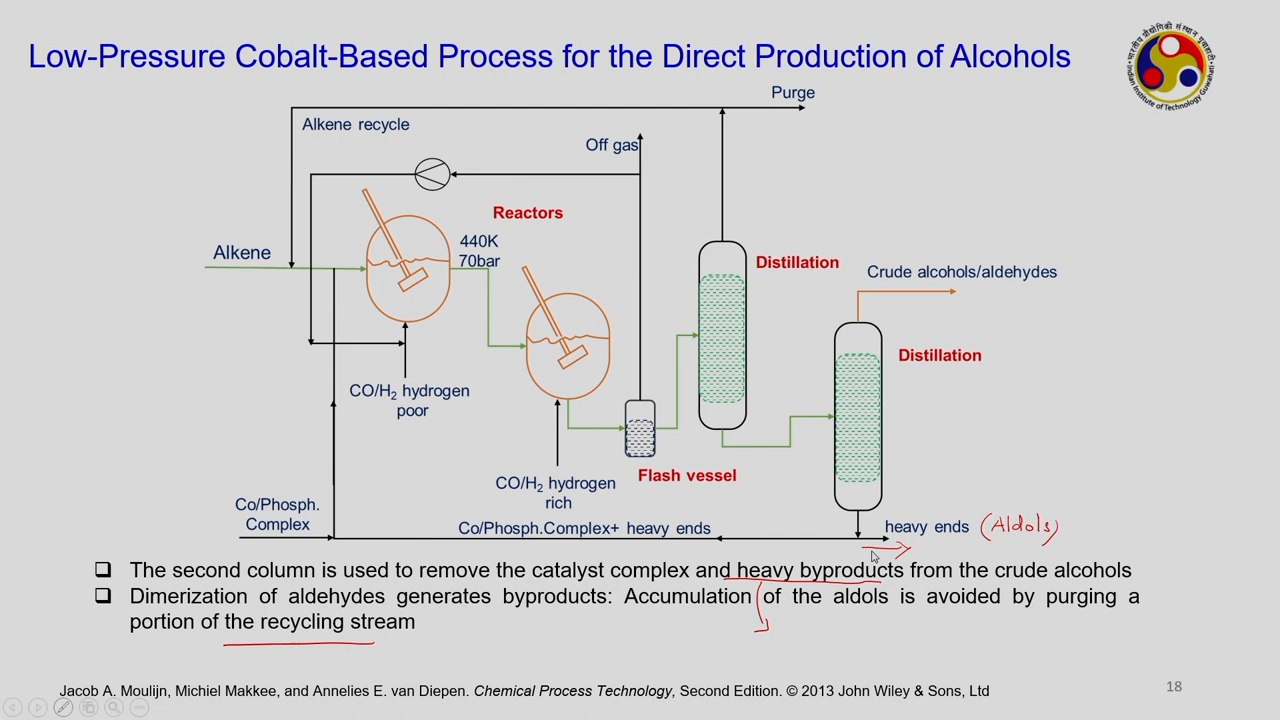 Low-Pressure Cobalt-Based Process for the Direct Production of Alcohols
Indian Institute of Technology Guwahati
Purge
Alkene recycle
Off gas
Reactors
440K
70bar
Alkene
Distillation
Crude alcohols/aldehydes
Distillation
CO/H2 hydrogen
poor
Flash vessel
CO/H2 hydrogen
rich
Co/Phosph.
Complex
Co/Phosph.Complex+ heavy ends
heavy ends (Aldols)
❑ The second column is used to remove the catalyst complex and heavy byproducts from the crude alcohols
❑ Dimerization of aldehydes generates byproducts: Accumulation of the aldols is avoided by purging a
portion of the recycling stream
Jacob A. Moulijn, Michiel Makkee, and Annelies E. van Diepen. Chemical Process Technology, Second Edition. © 2013 John Wiley & Sons, Ltd
18